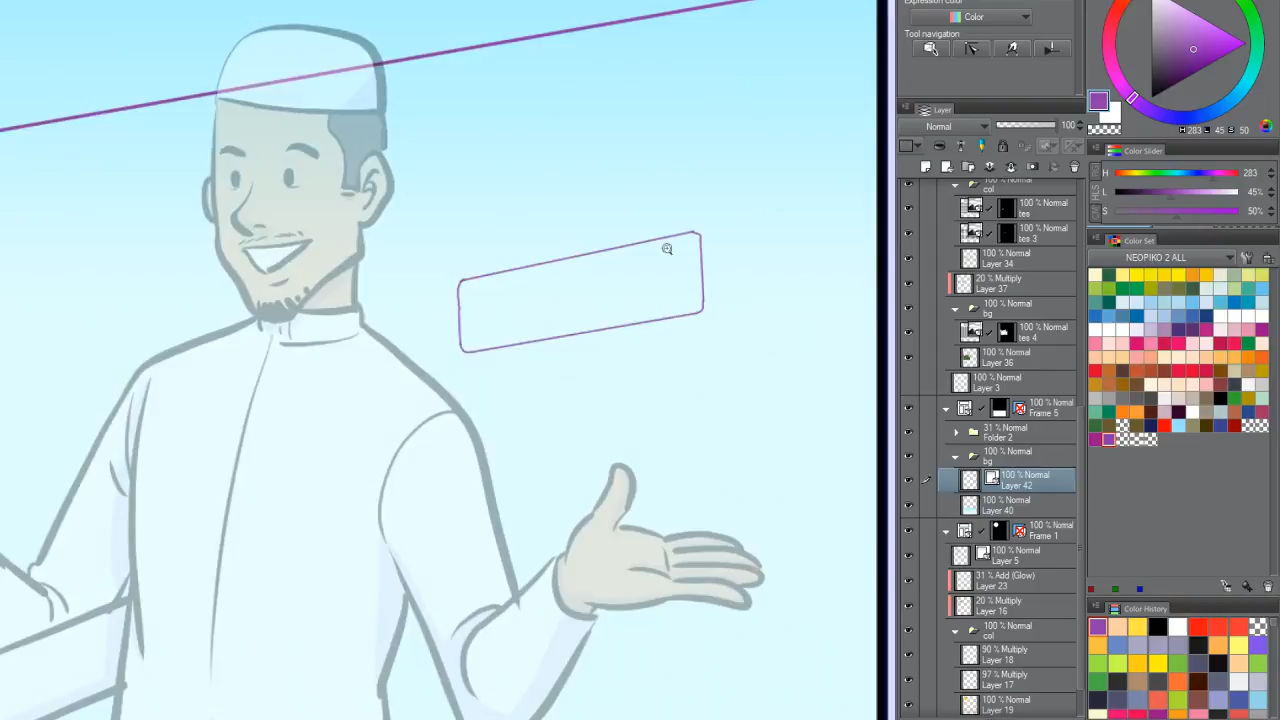 Expression Color
Color
Tool navigation
Layer
Normal
100
col
100 % Normal
tes
100 % Normal
tes 3
100 % Normal
Layer 34
20 % Multiply
Layer 37
100 % Normal
bg
100 % Normal
tes 4
100 % Normal
Layer 36
100 % Normal
Layer 3
100 % Normal
Frame 5
31 % Normal
Folder 2
100 % Normal
bg
100 % Normal
Layer 42
100 % Normal
Layer 40
100 % Normal
Frame 1
100 % Normal
Layer 5
31 % Add (Glow)
Layer 23
20 % Multiply
Layer 16
100 % Normal
col
90 % Multiply
Layer 18
97 % Multiply
Layer 17
100 % Normal
Layer 19
H 283 L 45 S 50
Color Slider
H 283
L 45%
S 50%
Color Set
NEOPIKO 2 ALL
Color History